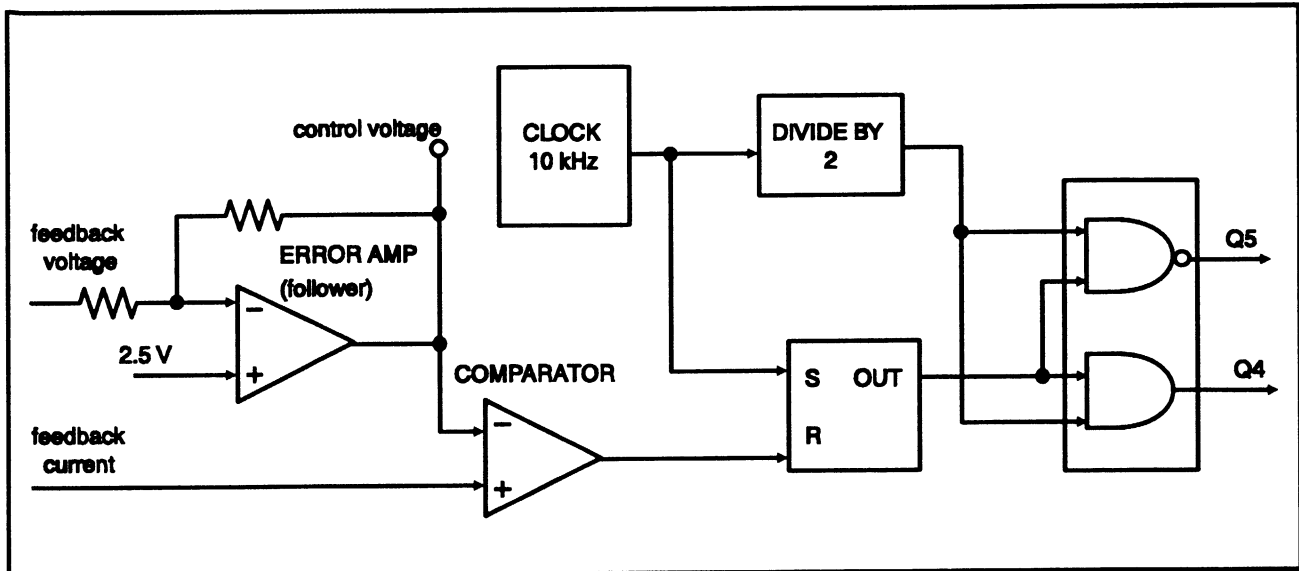 control voltage
CLOCK
10 kHz
DIVIDE BY
2
feedback
voltage
ERROR AMP
(follower)
−
+
2.5 V
COMPARATOR
feedback
current
−
+
S OUT
R
Q5
Q4